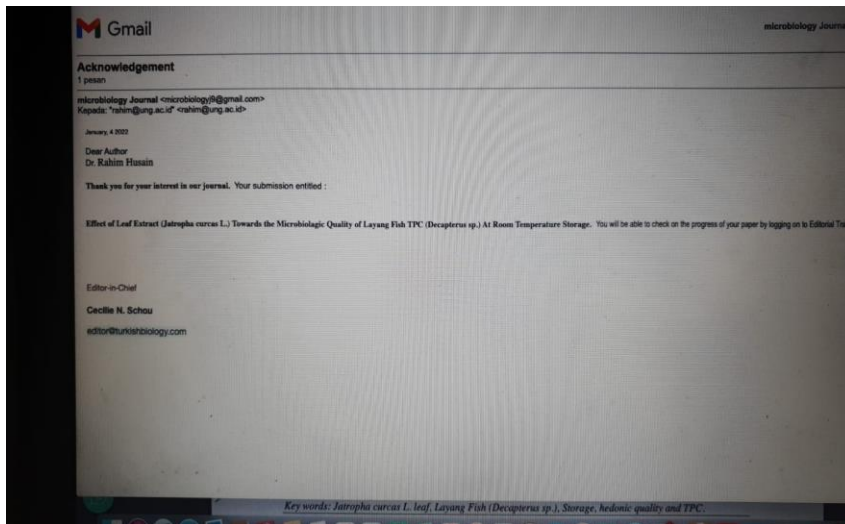 Gmail
microbiology Journa
Acknowledgement
1 pesan
microbiology Journal <microbiologyj9@gmail.com>
Kepada: "rahim@ung.ac.id" <rahim@ung.ac.id>
January, 4 2022
Dear Author
Dr. Rahim Husain
Thank you for your interest in our journal. Your submission entitled :
Effect of Leaf Extract (Jatropha curcas L.) Towards the Microbiolagic Quality of Layang Fish TPC (Decapterus sp.) At Room Temperature Storage. You will be able to check on the progress of your paper by logging on to Editorial Tra
Editor-in-Chief
Cecilie N. Schou
editor@turkishbiology.com
Key words: Jatropha curcas L. leaf, Layang Fish (Decapterus sp.), Storage, hedonic quality and TPC.